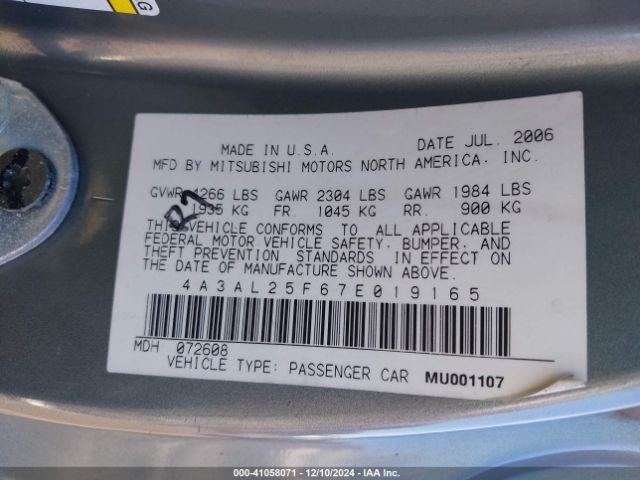 G
MADE IN U.S.A. DATE JUL. 2006
MFD BY MITSUBISHI MOTORS NORTH AMERICA. INC.
GVWR 4266 LBS GAWR 2304 LBS GAWR 1984 LBS
1935 KG FR. 1045 KG RR. 900 KG
R7
THIS VEHICLE CONFORMS TO ALL APPLICABLE
FEDERAL MOTOR VEHICLE SAFETY, BUMPER, AND
THEFT PREVENTION STANDARDS IN EFFECT ON
THE DATE OF MANUFACTURE SHOWN ABOVE.
4A3AL25F67E019165
MDH 072608
VEHICLE TYPE: PASSENGER CAR MU001107
000-41058071 — 12/10/2024 — IAA Inc.